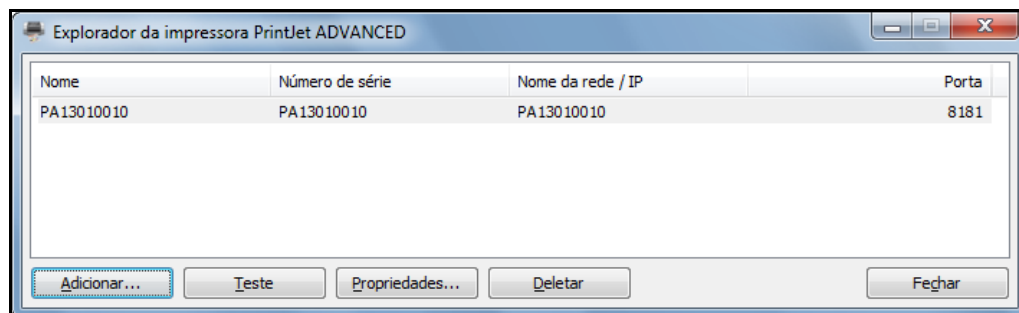 Explorador da impressora PrintJet ADVANCED
Nome Número de série Nome da rede / IP Porta
PA13010010 PA13010010 PA13010010 8181
Adicionar... Teste Propriedades... Deletar Fechar